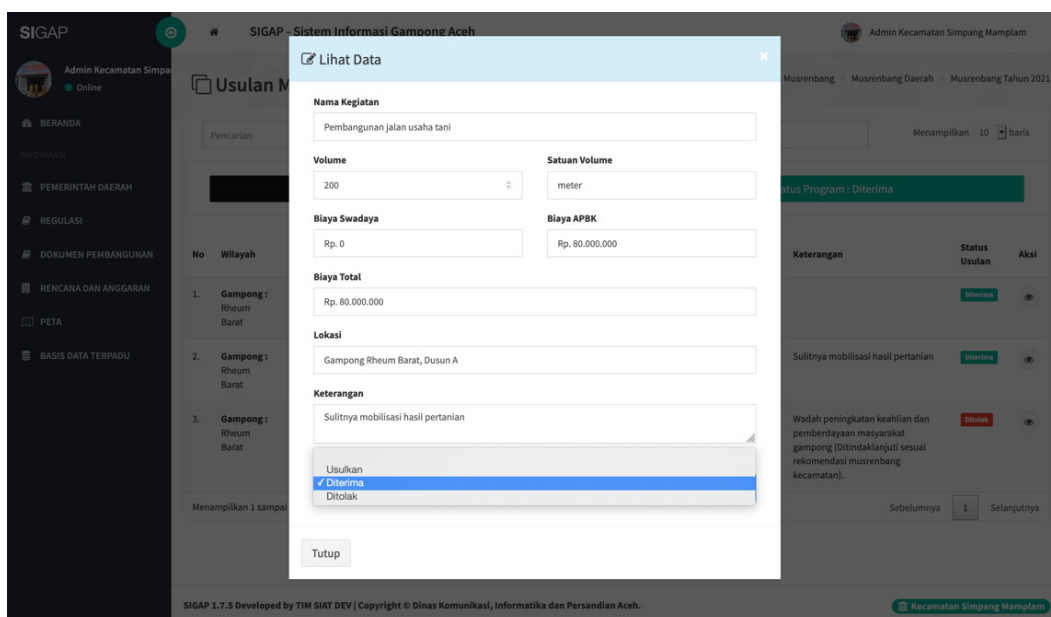 SIGAP
SIGAP - Sistem Informasi Gampong Aceh
Admin Kecamatan Simpang Mamplam
Admin Kecamatan Simpa
Online
Usulan M
Musrenbang
Musrenbang Daerah
Musrenbang Tahun 2021
BERANDA
INFORMASI
PEMERINTAH DAERAH
REGULASI
DOKUMEN PEMBANGUNAN
RENCANA DAN ANGGARAN
PETA
BASIS DATA TERPADU
Pencarian
Menampilkan 10 baris
atus Program : Diterima
No Wilayah Keterangan Status Usulan Aksi
1. Gampong :
Rheum
Barat
Diterima
2. Gampong :
Rheum
Barat
Sulitnya mobilisasi hasil pertanian
Diterima
3. Gampong :
Rheum
Barat
Wadah peningkatan keahlian dan
pemberdayaan masyarakat
gampong (Ditindaklanjuti sesuai
rekomendasi musrenbang
kecamatan).
Ditolak
Menampilkan 1 sampai
Sebelumnya 1 Selanjutnya
Lihat Data
×
Nama Kegiatan
Pembangunan jalan usaha tani
Volume
200
Satuan Volume
meter
Biaya Swadaya
Rp. 0
Biaya APBK
Rp. 80.000.000
Biaya Total
Rp. 80.000.000
Lokasi
Gampong Rheum Barat, Dusun A
Keterangan
Sulitnya mobilisasi hasil pertanian
Usulkan
✓ Diterima
Ditolak
Tutup
SIGAP 1.7.5 Developed by TIM SIAT DEV | Copyright © Dinas Komunikasi, Informatika dan Persandian Aceh.
Kecamatan Simpang Mamplam